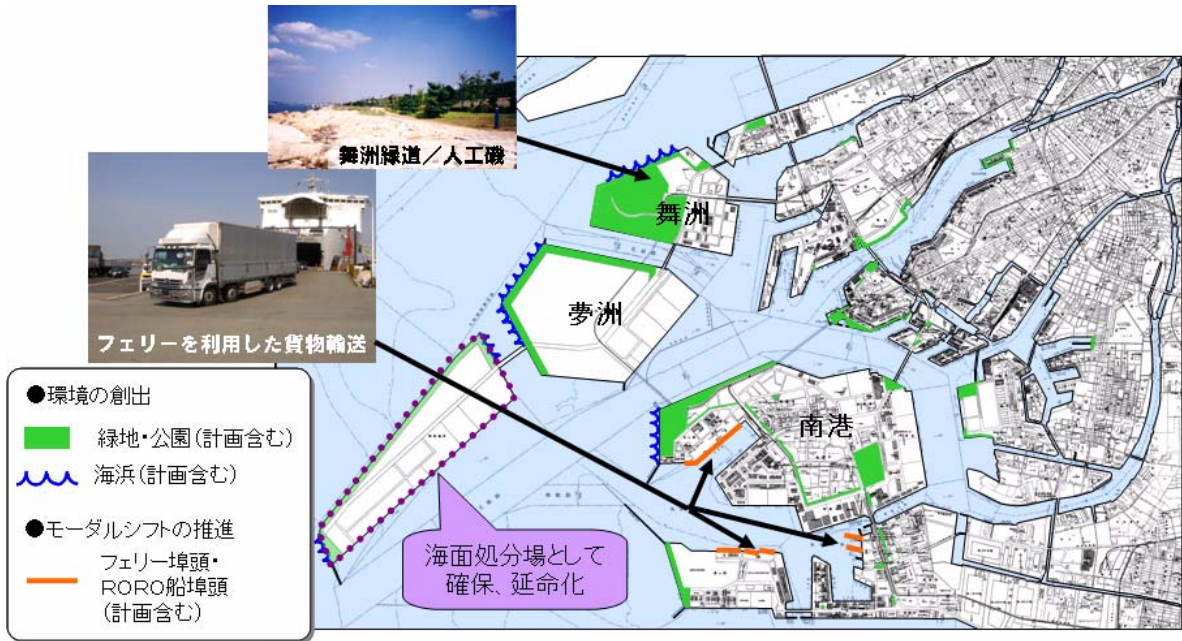 舞洲緑道／人工磯
フェリーを利用した貨物輸送
舞洲
夢洲
南港
●環境の創出
緑地・公園(計画含む)
海浜(計画含む)
●モーダルシフトの推進
フェリー埠頭・
RORO船埠頭
(計画含む)
海面処分場として
確保、延命化